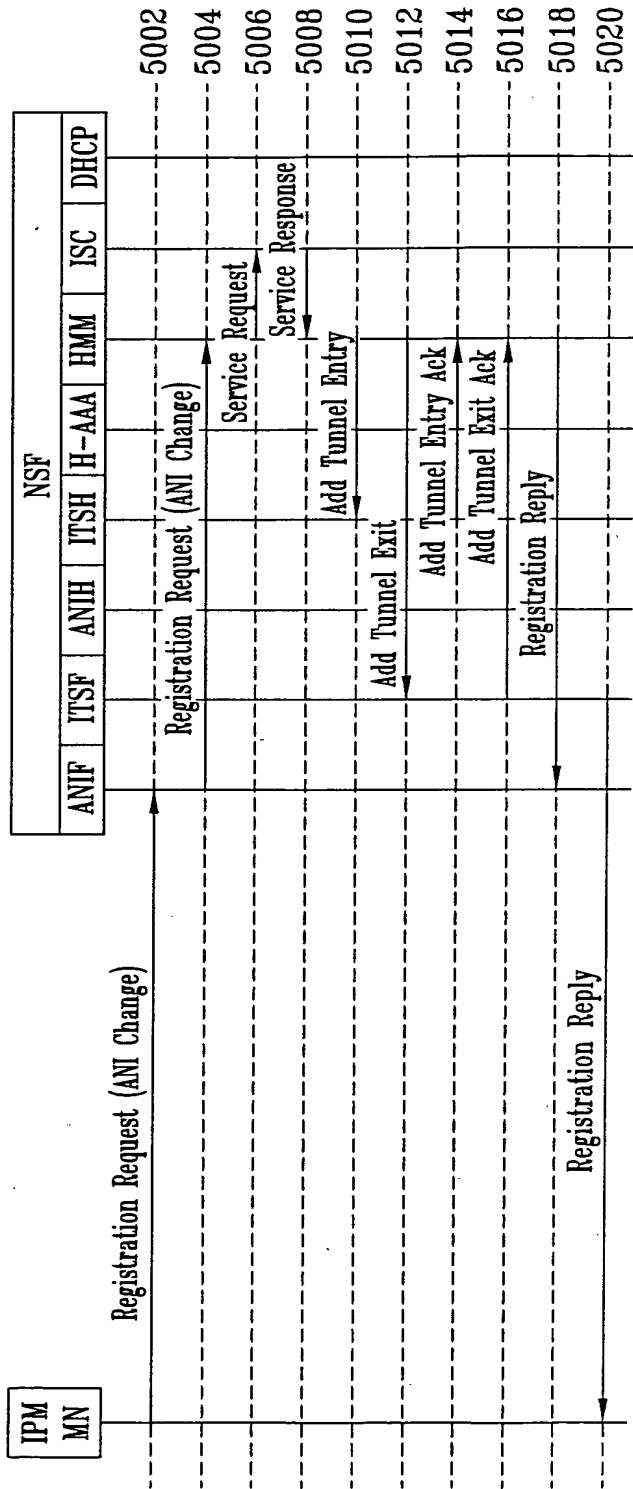 IPM
MN
NSF
ANIF ITSF ANIH ITSH H-AAA HMM ISC DHCP
Registration Request (ANI Change) 5002
Registration Request (ANI Change) 5004
Service Request 5006
Service Response 5008
Add Tunnel Entry 5010
Add Tunnel Exit 5012
Add Tunnel Entry Ack 5014
Add Tunnel Exit Ack 5016
Registration Reply 5018
Registration Reply 5020